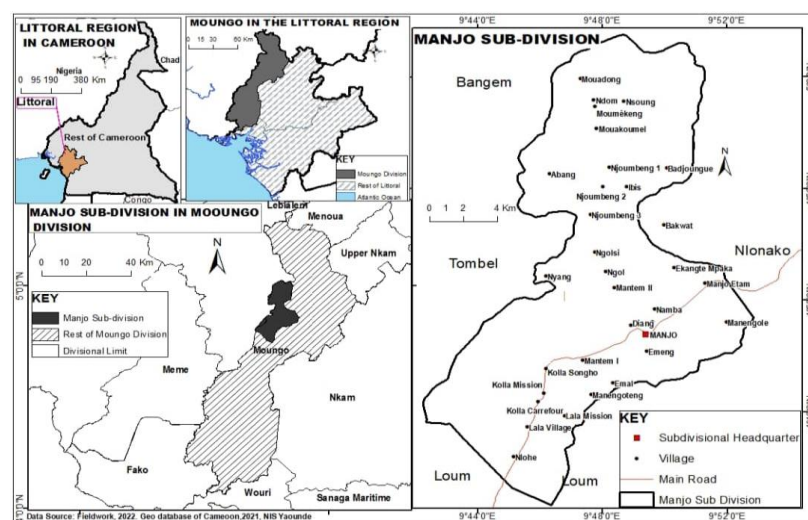 LITTORAL REGION
IN CAMEROON
Nigeria
Chad
0 95 190 380 Km
Littoral
Rest of Cameroon
Congo
MOUNGO IN THE LITTORAL REGION
0 15 30 60 Km
KEY
Moungo Division
Rest of Littoral
Atlantic Ocean
MANJO SUB-DIVISION IN MOOUNGO
DIVISION
Lebialem
Menoua
Upper Nkam
N
0 20 40 Km
5°0'0"N
KEY
Manjo Sub-division
Rest of Moungo Division
Divisional Limit
Moungo
Meme
Nkam
Fako
Wouri
Sanaga Maritime
Data Source: Fieldwork, 2022. Geo database of Cameoon,2021, NIS Yaounde
9°44'0"E
9°48'0"E
9°52'0"E
MANJO SUB-DIVISION
Bangem
Mouadong
Ndom
Nsoung
Moumèkeng
Mouakoumel
Abang
Njoumbeng 1
Badjoungue
Ibis
Njoumbeng 2
N
0 2 4 Km
Njoumbeng 3
Bakwat
Nlonako
Tombel
Ngolsi
Nyang
Ngol
Ekangte Mpaka
Mantem II
Manjo Etam
Namba
Diang
Manengole
MANJO
Emeng
Mantem I
Kolla Songho
Kolla Mission
Emai
Manengoteng
Kolla Carrefour
Lala Mission
Lala Village
Nlohe
Loum
Loum
KEY
Subdivisional Headquarter
Village
Main Road
Manjo Sub Division
9°44'0"E
9°48'0"E
9°52'0"E